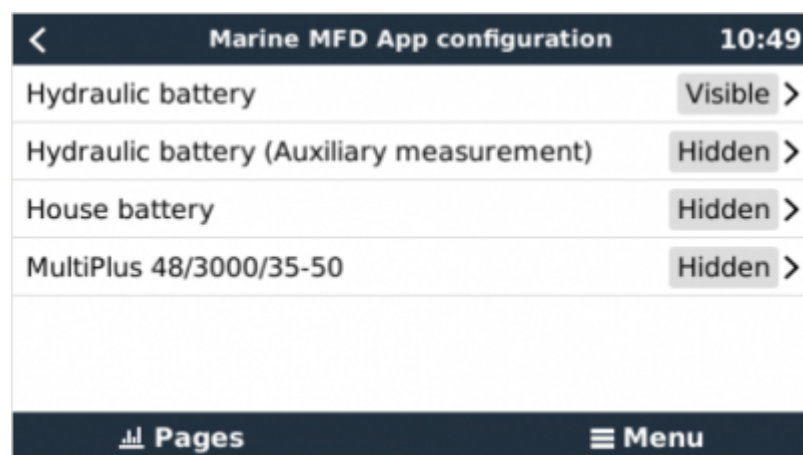 Marine MFD App configuration 10:49
Hydraulic battery Visible
Hydraulic battery (Auxiliary measurement) Hidden
House battery Hidden
MultiPlus 48/3000/35-50 Hidden
Pages Menu